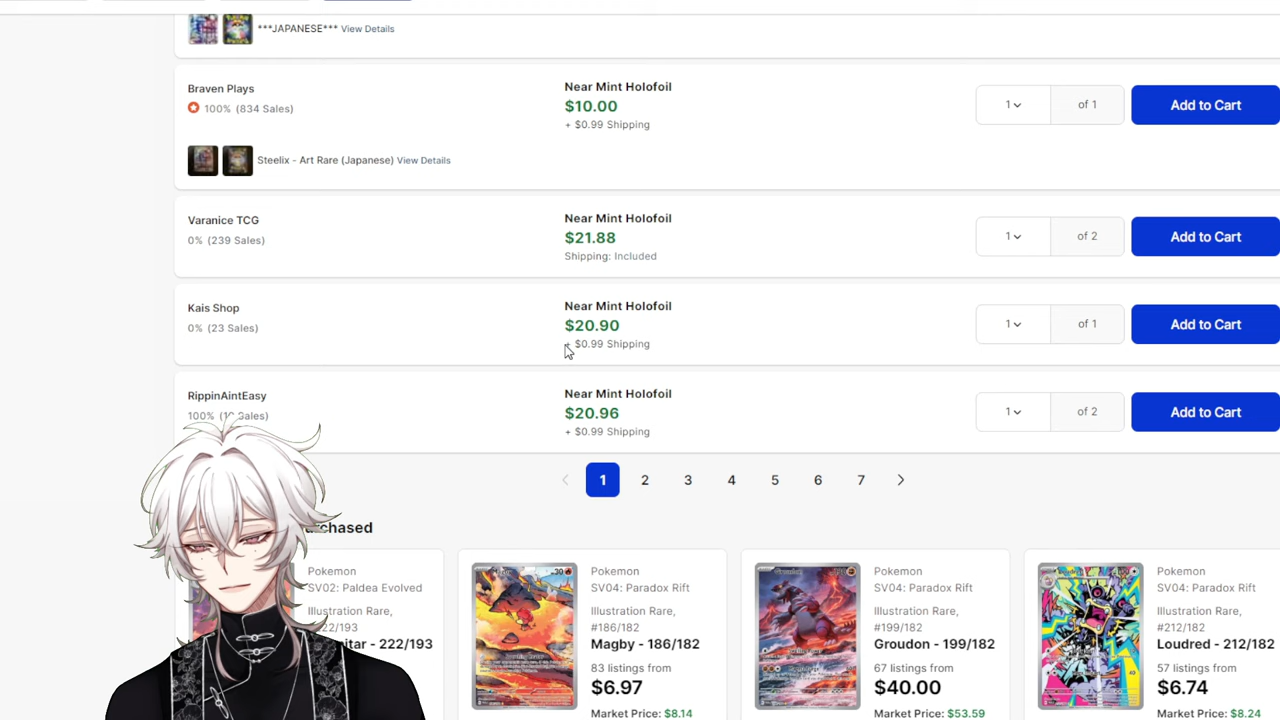 ***JAPANESE*** View Details
Braven Plays
100% (834 Sales)
Near Mint Holofoil
$10.00
+ $0.99 Shipping
1
of 1
Add to Cart
Steelix - Art Rare (Japanese) View Details
Varanice TCG
0% (239 Sales)
Near Mint Holofoil
$21.88
Shipping: Included
1
of 2
Add to Cart
Kais Shop
0% (23 Sales)
Near Mint Holofoil
$20.90
+ $0.99 Shipping
1
of 1
Add to Cart
RippinAintEasy
100% Sales)
Near Mint Holofoil
$20.96
+ $0.99 Shipping
1
of 2
Add to Cart
1 2 3 4 5 6 7
Pokemon
SV02: Paldea Evolved
Illustration Rare,
222/193
Pokemon
SV04: Paradox Rift
Illustration Rare,
#186/182
Magby - 186/182
83 listings from
$6.97
Market Price: $8.14
Pokemon
SV04: Paradox Rift
Illustration Rare,
#199/182
Groudon - 199/182
67 listings from
$40.00
Market Price: $53.59
Pokemon
SV04: Paradox Rift
Illustration Rare,
#212/182
Loudred - 212/182
57 listings from
$6.74
Market Price: $8.24